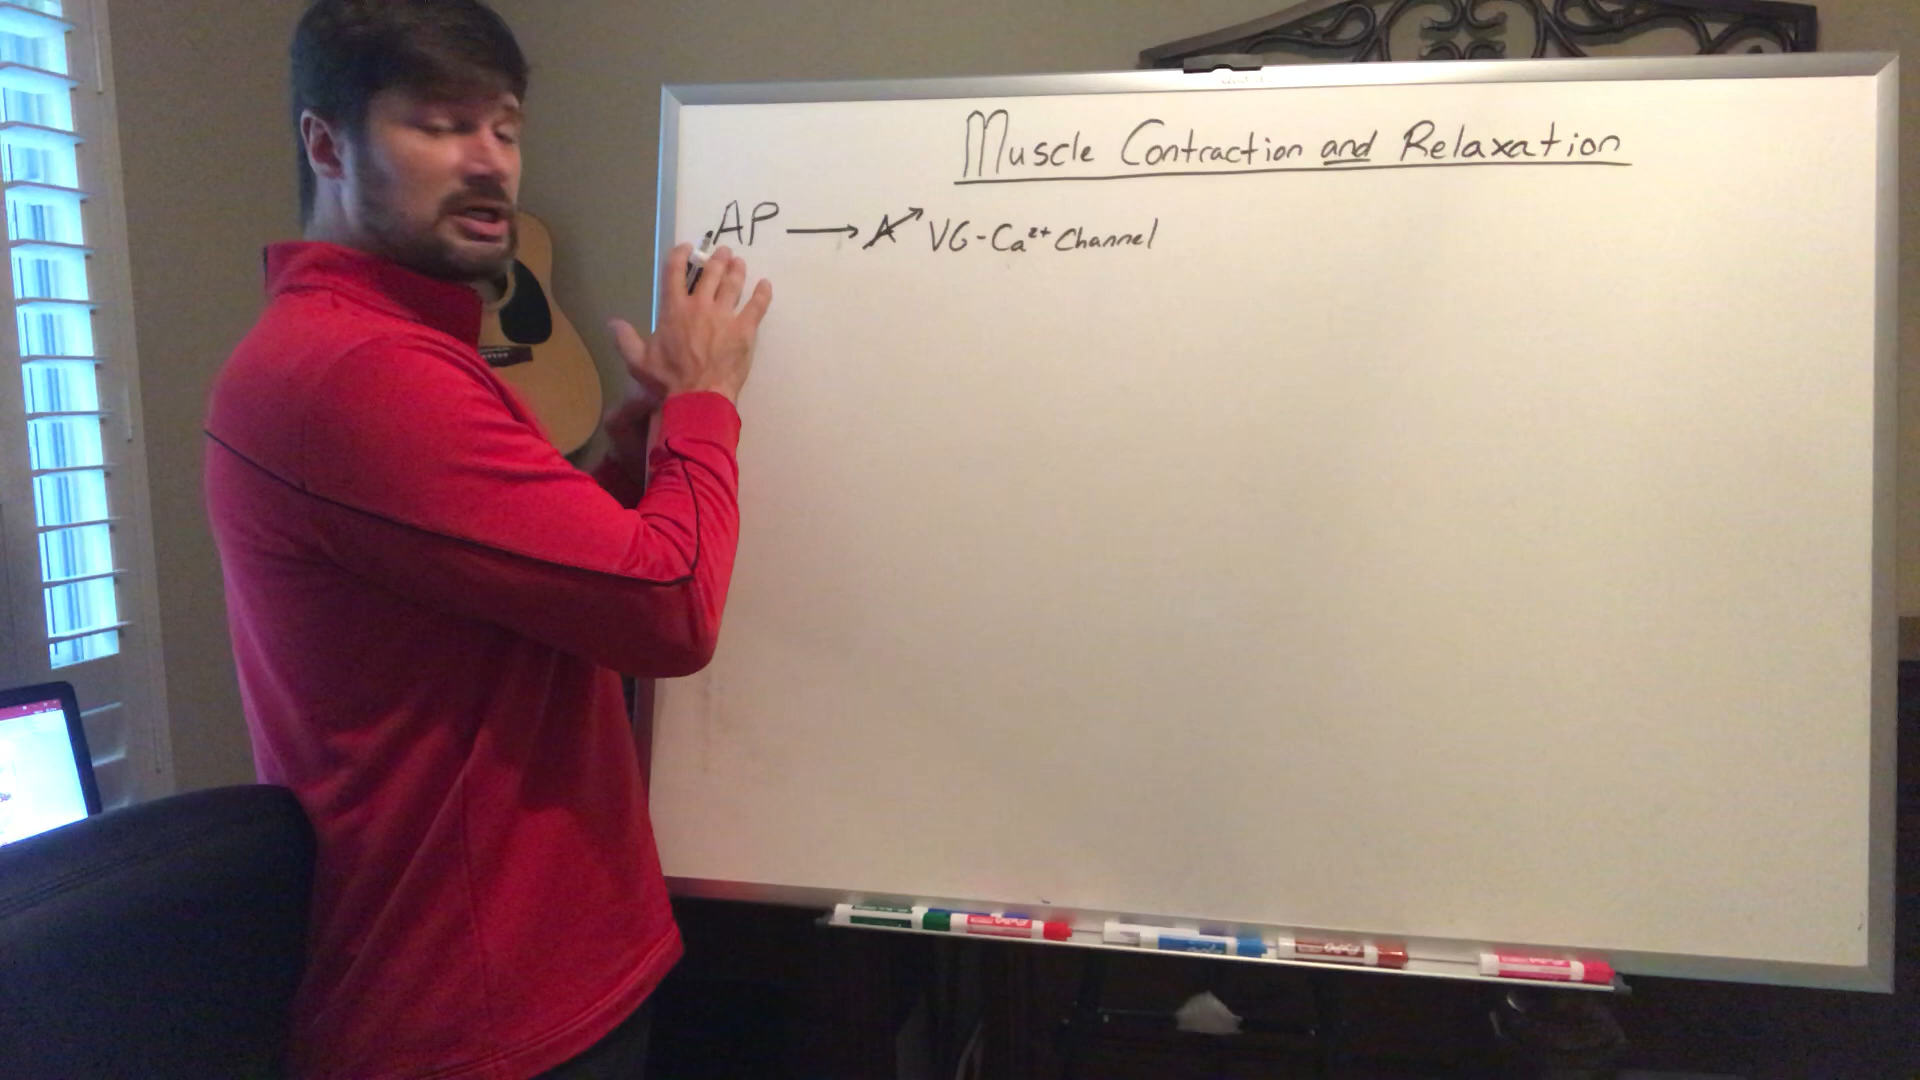 Muscle Contraction and Relaxation
AP → A↗ VG-Ca²⁺ Channel